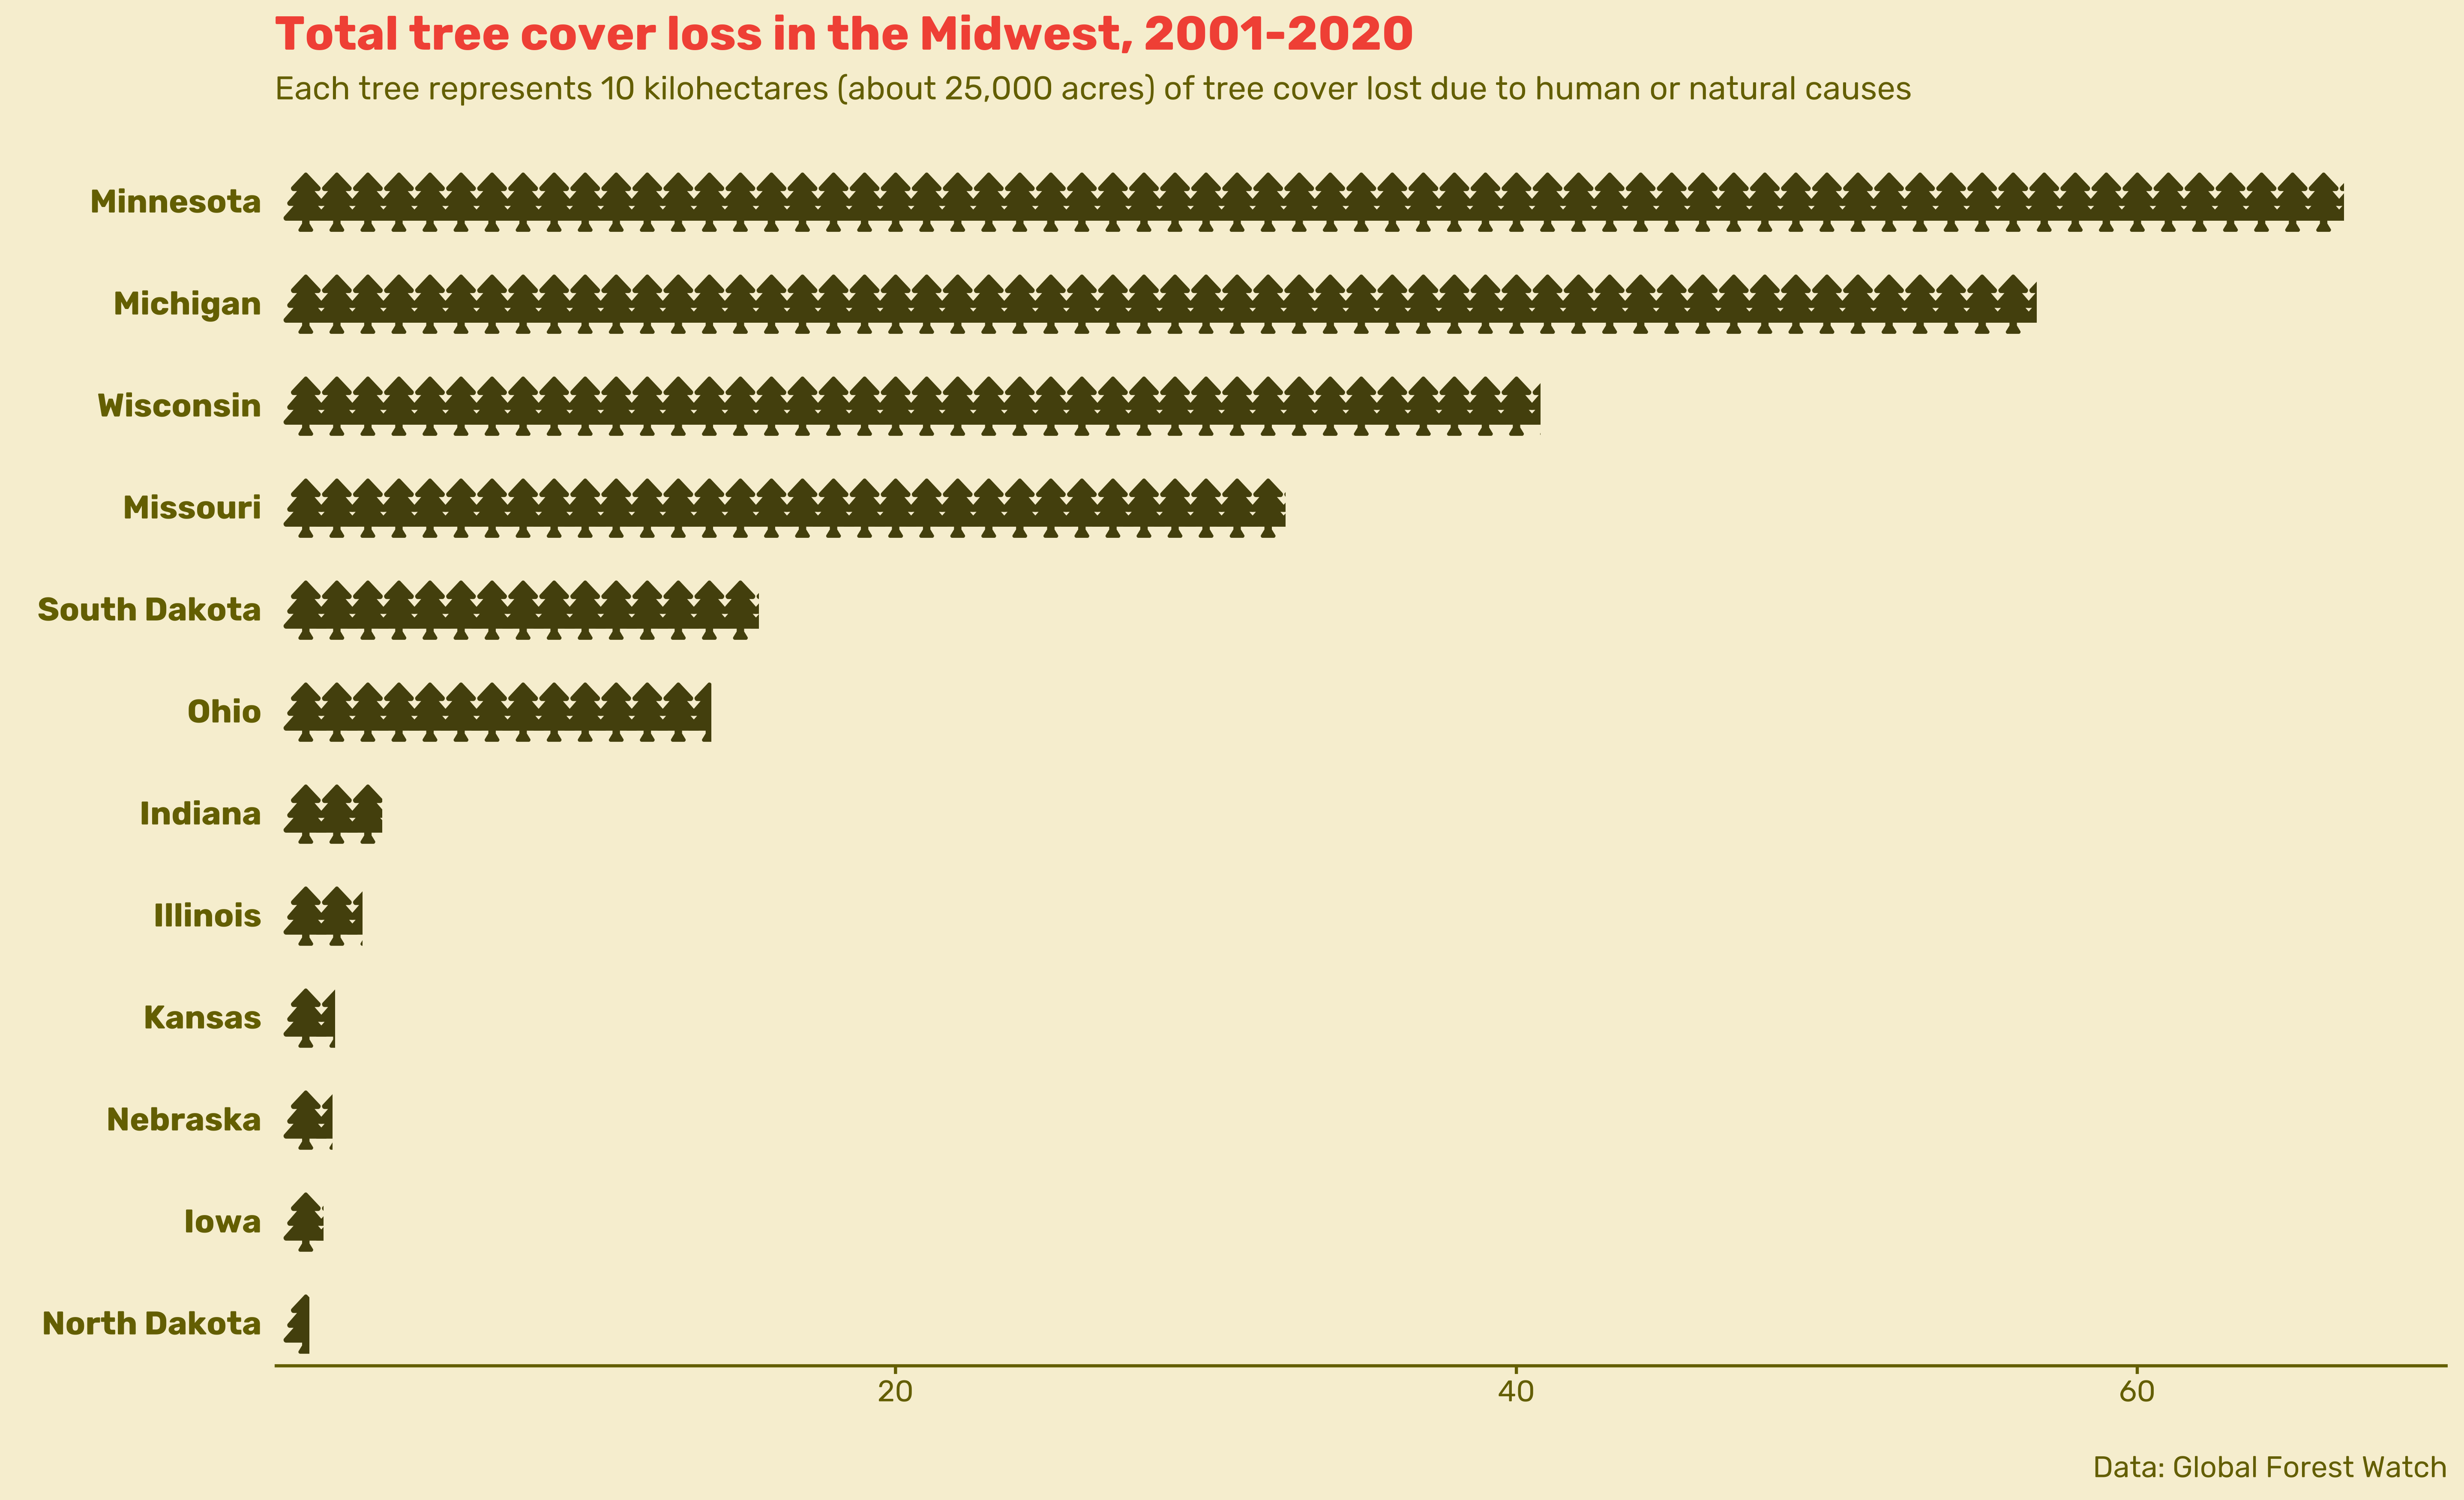 Total tree cover loss in the Midwest, 2001-2020
Each tree represents 10 kilohectares (about 25,000 acres) of tree cover lost due to human or natural causes
Minnesota
Michigan
Wisconsin
Missouri
South Dakota
Ohio
Indiana
Illinois
Kansas
Nebraska
Iowa
North Dakota
20 40 60
Data: Global Forest Watch